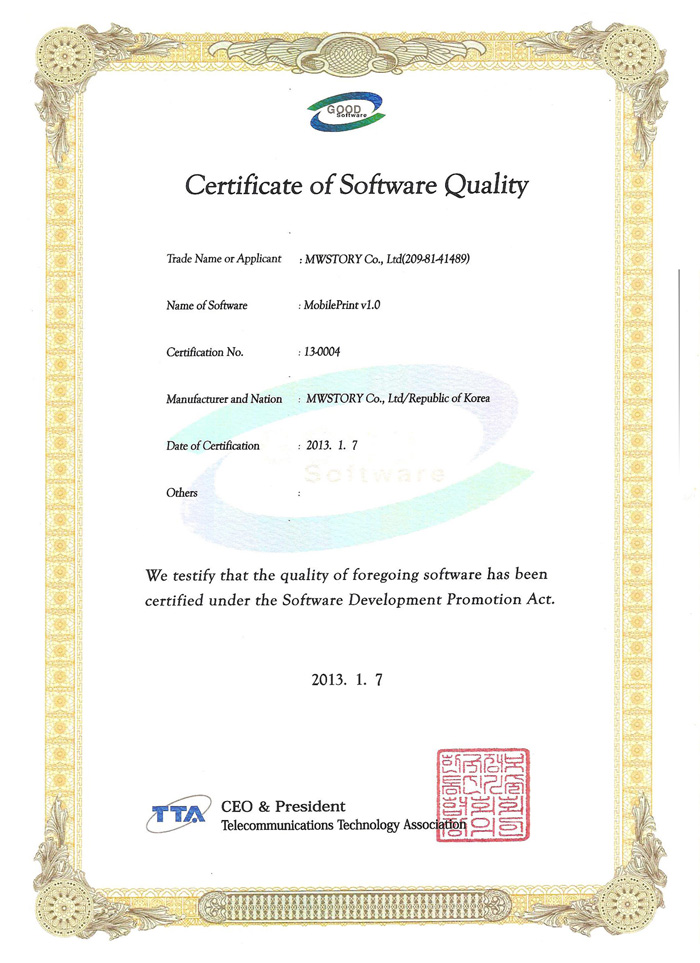 GOOD
Software
Certificate of Software Quality
Trade Name or Applicant : MWSTORY Co., Ltd(209-81-41489)
Name of Software : MobilePrint v1.0
Certification No. : 13-0004
Manufacturer and Nation : MWSTORY Co., Ltd/Republic of Korea
Date of Certification : 2013. 1. 7
Software
Others :
We testify that the quality of foregoing software has been
certified under the Software Development Promotion Act.
2013. 1. 7
TTA
CEO & President
Telecommunications Technology Association